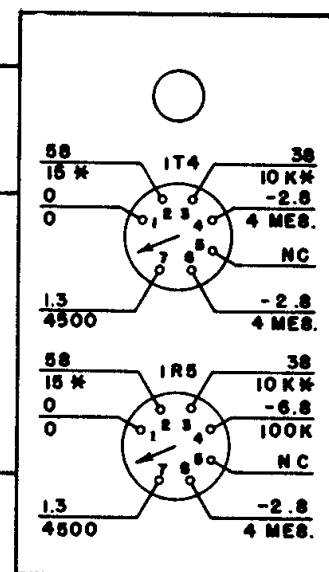 58 1T4 38
15 * 10 K*
0 -2.8
0 4 MEG.
2 3
1 4
5
7 6
NC
1.3 -2.8
4500 4 MEG.
58 1R5 38
15 * 10 K*
0 -6.8
0 100K
2 3
1 4
5
7 6
NC
1.3 -2.8
4500 4 MEG.